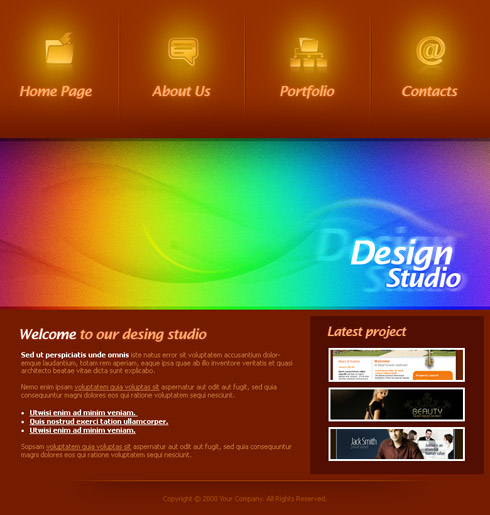 Home Page
About Us
Portfolio
Contacts
Design
Studio
Welcome to our desing studio
Sed ut perspiciatis unde omnis iste natus error sit voluptatem accusantium dolor-
emque laudantium, totam rem aperiam, eaque ipsa quae ab illo inventore veritatis et quasi
architecto beatae vitae dicta sunt explicabo.
Nemo enim ipsam voluptatem quia voluptas sit aspernatur aut odit aut fugit, sed quia
consequuntur magni dolores eos qui ratione voluptatem sequi nesciunt.
Utwisi enim ad minim veniam.
Quis nostrud exerci tation ullamcorper.
Utwisi enim ad minim veniam.
Sopsam voluptatem quia voluptas sit aspernatur aut odit aut fugit, sed quia consequuntur
magni dolores eos qui ratione voluptatem sequi nesciunt.
Latest project
Welcome
BEAUTY
Jack Smith
Copyright © 2008 Your Company. All Rights Reserved.